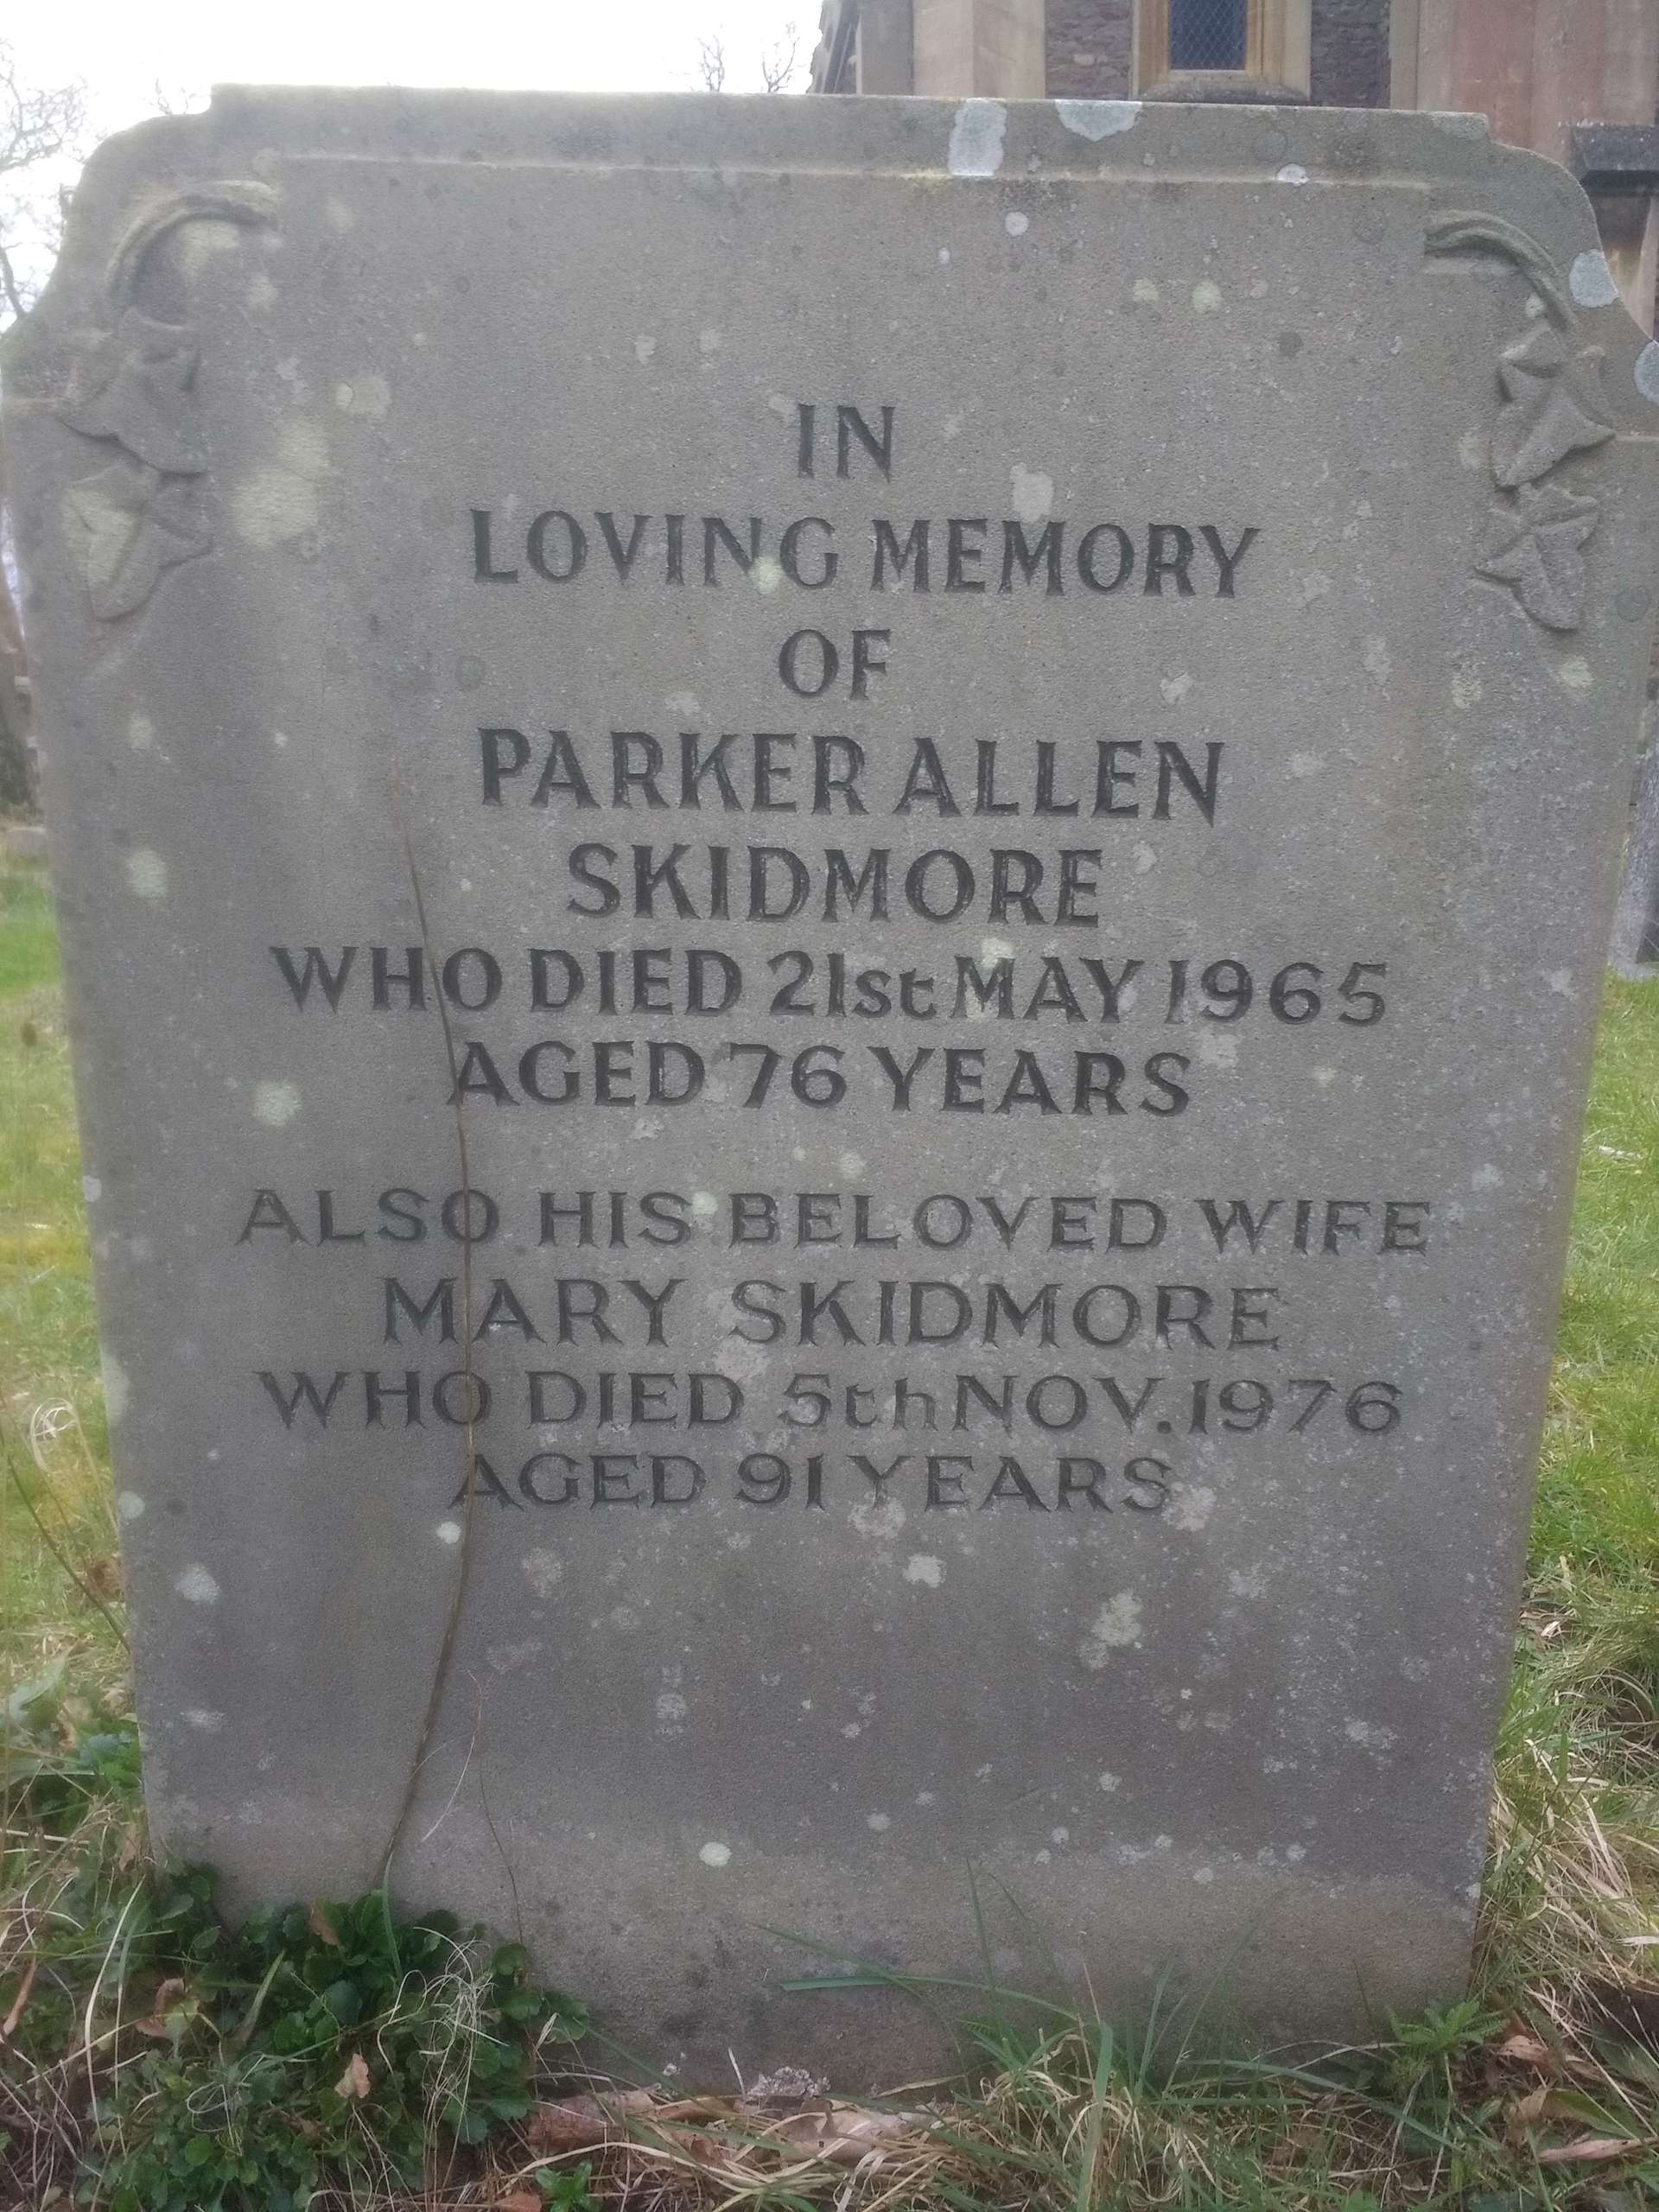 IN
LOVING MEMORY
OF
PARKER ALLEN
SKIDMORE
WHO DIED 21st MAY 1965
AGED 76 YEARS
ALSO HIS BELOVED WIFE
MARY SKIDMORE
WHO DIED 5th NOV. 1976
AGED 91 YEARS